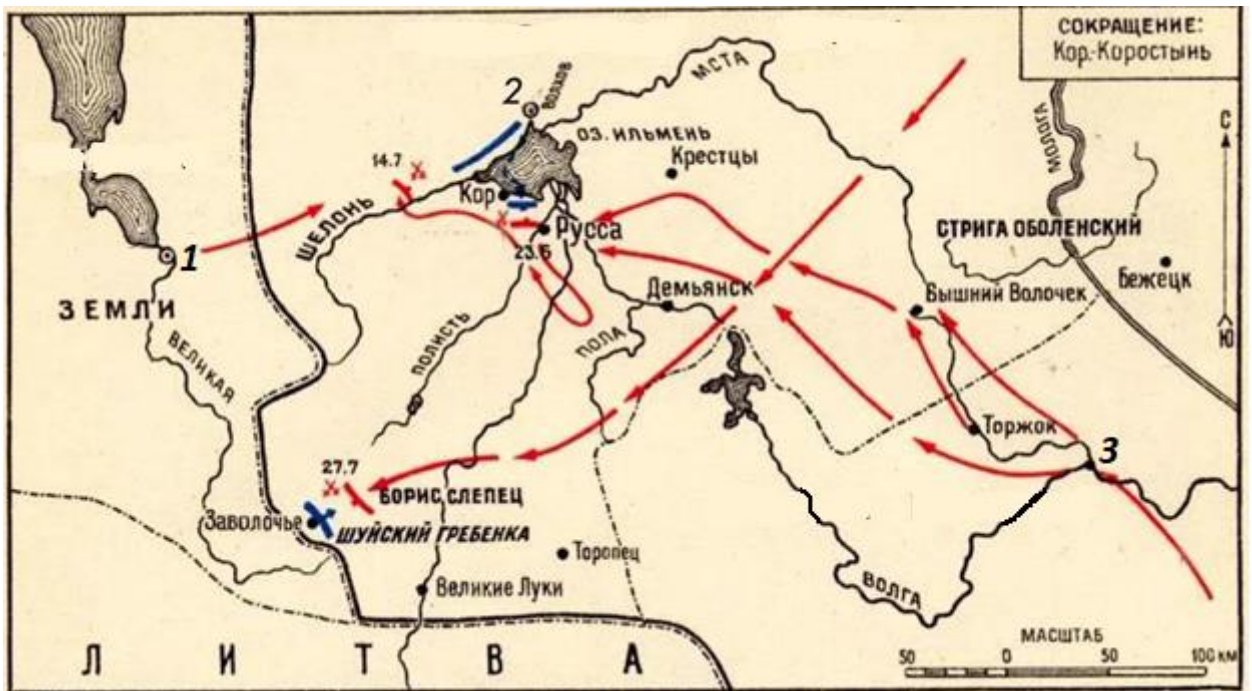 СОКРАЩЕНИЕ:
Кор.-Коростынь
МСТА
2
ВОЛХОВ
МОЛОГА
С
ОЗ. ИЛЬМЕНЬ
14.7
Крестцы
Кор
ШЕЛОНЬ
Русса
СТРИГА ОБОЛЕНСКИЙ
1
23.6
Бежецк
ЗЕМЛИ
Демьянск
Вышний Волочек
Ю
ВЕЛИКАЯ
ПОЛИСТЬ
ПОЛА
Торжок
3
27.7
БОРИС СЛЕПЕЦ
Заволочье
ШУЙСКИЙ ГРЕБЕНКА
Торопец
Великие Луки
ВОЛГА
МАСШТАБ
ЛИТВА
50 0 50 100 КМ